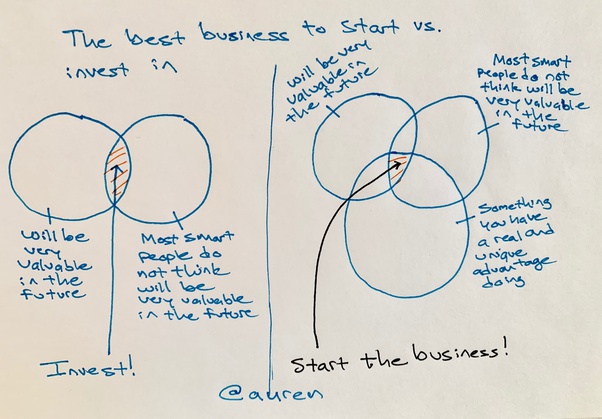 The best business to start vs.
invest in
will be very
valuable in
the future
Most smart
people do not
think will be
very valuable
in the
future
will be
very
valuable
in the
future
Most smart
people do
not think
will be
very valuable
in the future
Something
you have
a real and
unique
advantage
doing
Invest!
Start the business!
@auren